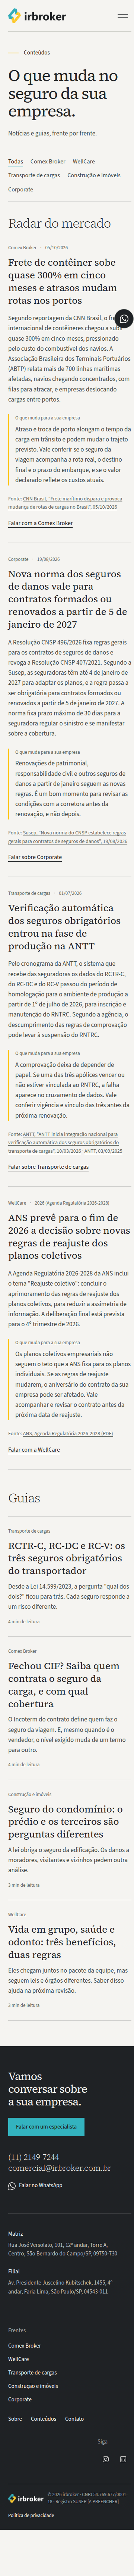 irbroker
Conteúdos
O que muda no
seguro da sua
empresa.
Notícias e guias, frente por frente.
Todas Comex Broker WellCare
Transporte de cargas Construção e imóveis
Corporate
Radar do mercado
Comex Broker · 05/10/2026
Frete de contêiner sobe
quase 300% em cinco
meses e atrasos mudam
rotas nos portos
Segundo reportagem da CNN Brasil, o frete
internacional de contêineres chegou a subir
quase 300% em cinco meses, pressionado
pelo custo do combustível dos navios. A
Associação Brasileira dos Terminais Portuários
(ABTP) relata mais de 700 linhas marítimas
afetadas, navios chegando concentrados, com
filas para atracar, e empresas deslocando
cargas entre portos.
O que muda para a sua empresa
Atraso e troca de porto alongam o tempo da
carga em trânsito e podem mudar o trajeto
previsto. Vale conferir se o seguro da
viagem acompanha a rota real, o destino
final e o prazo do embarque, e se o valor
declarado reflete os custos atuais.
Fonte: CNN Brasil, "Frete marítimo dispara e provoca
mudança de rotas de cargas no Brasil", 05/10/2026
Falar com a Comex Broker
Corporate · 19/08/2026
Nova norma dos seguros
de danos vale para
contratos formados ou
renovados a partir de 5 de
janeiro de 2027
A Resolução CNSP 496/2026 fixa regras gerais
para os contratos de seguros de danos e
revoga a Resolução CNSP 407/2021. Segundo a
Susep, as seguradoras têm até 4 de janeiro de
2027 para adaptar os planos, e a regra passa a
ser obrigatória para contratos formados ou
renovados a partir de 5 de janeiro de 2027. A
norma fixa prazo máximo de 30 dias para a
seguradora regular o sinistro e se manifestar
sobre a cobertura.
O que muda para a sua empresa
Renovações de patrimonial,
responsabilidade civil e outros seguros de
danos a partir de janeiro seguem as novas
regras. É um bom momento para revisar as
condições com a corretora antes da
renovação, e não depois.
Fonte: Susep, "Nova norma do CNSP estabelece regras
gerais para contratos de seguros de danos", 19/08/2026
Falar sobre Corporate
Transporte de cargas · 01/07/2026
Verificação automática
dos seguros obrigatórios
entrou na fase de
produção na ANTT
Pelo cronograma da ANTT, o sistema que
recebe das seguradoras os dados do RCTR-C,
do RC-DC e do RC-V passou do período de
homologação para o ambiente de produção a
partir de 1º de julho de 2026, para inscrição e
manutenção do RNTRC. Segundo a agência, o
descumprimento das regras de comprovação
pode levar à suspensão do RNTRC.
O que muda para a sua empresa
A comprovação deixa de depender de
papel. Se uma das três apólices vencer ou
não estiver vinculada ao RNTRC, a falha
aparece no cruzamento de dados. Vale
conferir vigência e vínculo das três antes da
próxima renovação.
Fonte: ANTT, "ANTT inicia integração nacional para
verificação automática dos seguros obrigatórios do
transporte de cargas", 10/03/2026 · ANTT, 03/09/2025
Falar sobre Transporte de cargas
WellCare · 2026 (Agenda Regulatória 2026-2028)
ANS prevê para o fim de
2026 a decisão sobre novas
regras de reajuste dos
planos coletivos
A Agenda Regulatória 2026-2028 da ANS inclui
o tema "Reajuste coletivo": concluir o
aprimoramento das regras de reajuste dos
planos coletivos, para reduzir a assimetria de
informação. A deliberação final está prevista
para o 4º trimestre de 2026.
O que muda para a sua empresa
Os planos coletivos empresariais não
seguem o teto que a ANS fixa para os planos
individuais. Se as regras de reajuste
mudarem, o aniversário do contrato da sua
empresa pode ser afetado. Vale
acompanhar e revisar o contrato antes da
próxima data de reajuste.
Fonte: ANS, Agenda Regulatória 2026-2028 (PDF)
Falar com a WellCare
Guias
Transporte de cargas
RCTR-C, RC-DC e RC-V: os
três seguros obrigatórios
do transportador
Desde a Lei 14.599/2023, a pergunta "qual dos
dois?" ficou para trás. Cada seguro responde a
um risco diferente.
4 min de leitura
Comex Broker
Fechou CIF? Saiba quem
contrata o seguro da
carga, e com qual
cobertura
O Incoterm do contrato define quem faz o
seguro da viagem. E, mesmo quando é o
vendedor, o nível exigido muda de um termo
para outro.
4 min de leitura
Construção e imóveis
Seguro do condomínio: o
prédio e os terceiros são
perguntas diferentes
A lei obriga o seguro da edificação. Os danos a
moradores, visitantes e vizinhos pedem outra
análise.
3 min de leitura
WellCare
Vida em grupo, saúde e
odonto: três benefícios,
duas regras
Eles chegam juntos no pacote da equipe, mas
seguem leis e órgãos diferentes. Saber disso
ajuda na próxima revisão.
3 min de leitura
Vamos
conversar sobre
a sua empresa.
Falar com um especialista
(11) 2149-7244
comercial@irbroker.com.br
Falar no WhatsApp
Matriz
Rua José Versolato, 101, 12º andar, Torre A,
Centro, São Bernardo do Campo/SP, 09750-730
Filial
Av. Presidente Juscelino Kubitschek, 1455, 4º
andar, Faria Lima, São Paulo/SP, 04543-011
Frentes
Comex Broker
WellCare
Transporte de cargas
Construção e imóveis
Corporate
Sobre Conteúdos Contato
Siga
irbroker
Política de privacidade